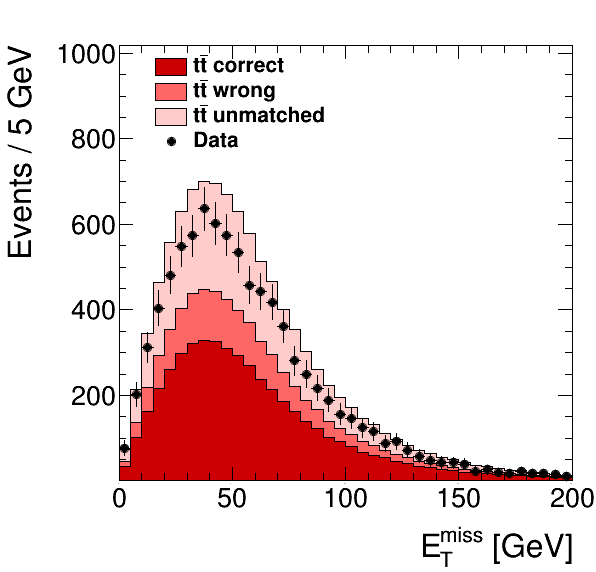 Events / 5 GeV
1000
800
600
400
200
tt̄ correct
tt̄ wrong
tt̄ unmatched
Data
0 50 100 150 200
E_T^miss [GeV]